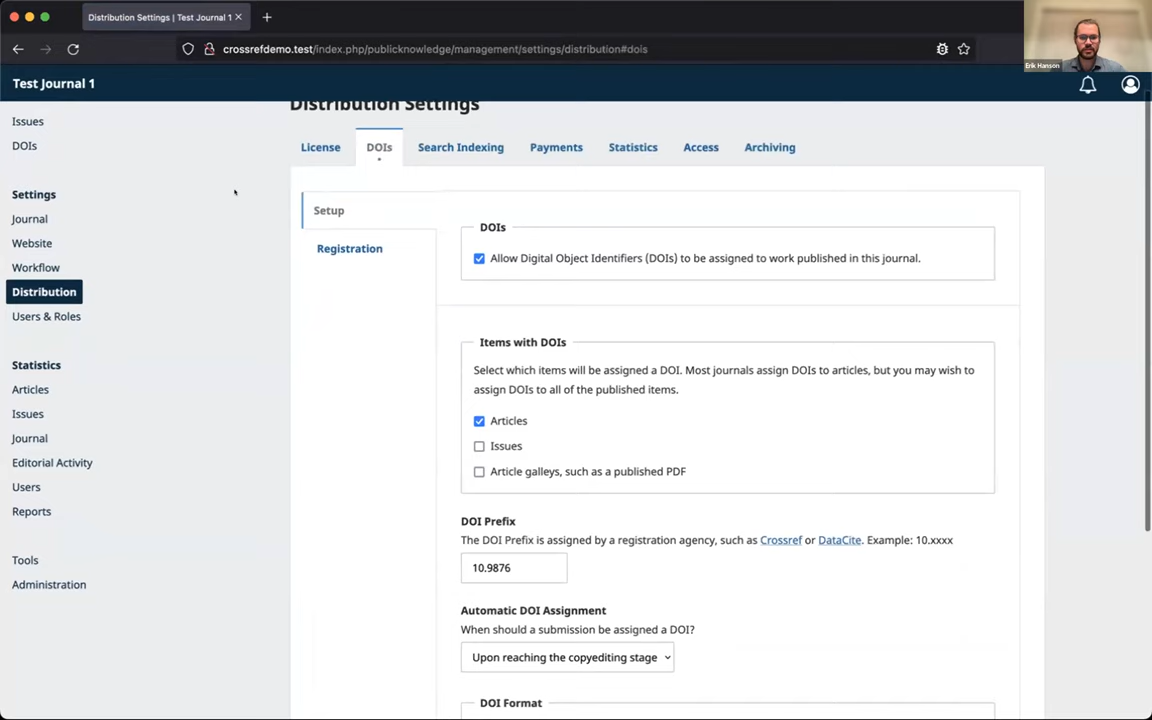 Distribution Settings | Test Journal 1
crossrefdemo.test/index.php/publicknowledge/management/settings/distribution#dois
Erik Hanson
Test Journal 1
Issues
DOIs
Settings
Journal
Website
Workflow
Distribution
Users & Roles
Statistics
Articles
Issues
Journal
Editorial Activity
Users
Reports
Tools
Administration
Distribution Settings
License
DOIs
Search Indexing
Payments
Statistics
Access
Archiving
Setup
Registration
DOIs
Allow Digital Object Identifiers (DOIs) to be assigned to work published in this journal.
Items with DOIs
Select which items will be assigned a DOI. Most journals assign DOIs to articles, but you may wish to
assign DOIs to all of the published items.
Articles
Issues
Article galleys, such as a published PDF
DOI Prefix
The DOI Prefix is assigned by a registration agency, such as Crossref or DataCite. Example: 10.xxxx
10.9876
Automatic DOI Assignment
When should a submission be assigned a DOI?
Upon reaching the copyediting stage
DOI Format